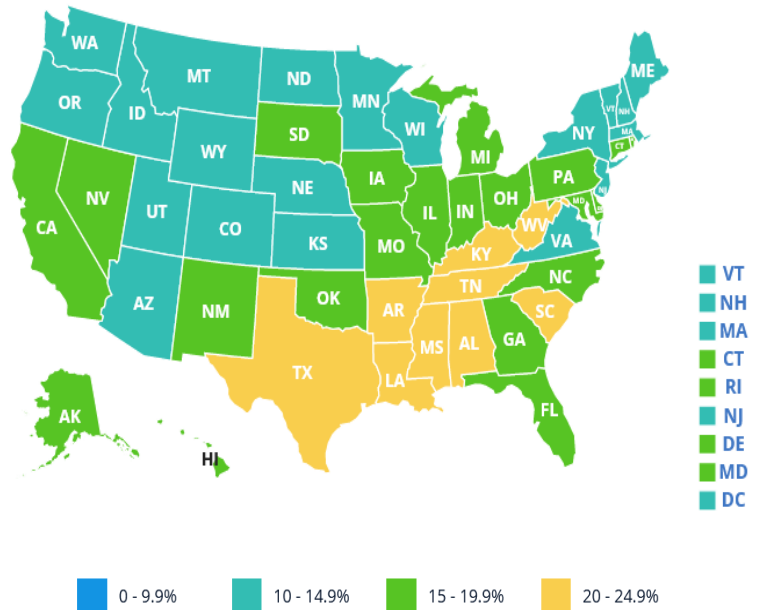 WA
MT
ND
ME
MN
OR
ID
VT
NH
WI
SD
NY
MA
WY
CT
MI
IA
PA
NE
NJ
NV
OH
MD
IL
IN
DE
UT
CO
WV
CA
KS
MO
VA
KY
NC
TN
AZ
OK
NM
AR
SC
GA
MS
AL
TX
LA
FL
AK
HI
VT
NH
MA
CT
RI
NJ
DE
MD
DC
0 - 9.9%
10 - 14.9%
15 - 19.9%
20 - 24.9%